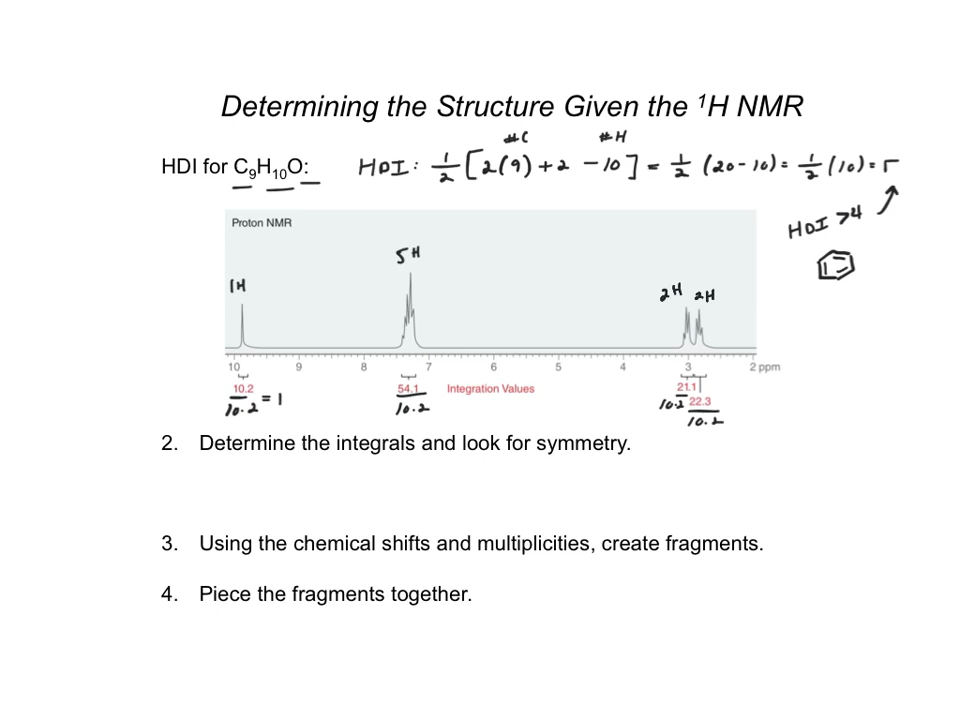 Determining the Structure Given the ¹H NMR
#C #H
HDI for C₉H₁₀O: HDI: 1/2 [2(9)+2 -10] = 1/2 (20-10) = 1/2 (10) = 5
HDI >4
Proton NMR
5H
1H
2H 2H
10 9 8 7 6 5 4 3 2 ppm
10.2 54.1 Integration Values 21.1
10.2 = 1 10.2 10.2 22.3
10.2
2. Determine the integrals and look for symmetry.
3. Using the chemical shifts and multiplicities, create fragments.
4. Piece the fragments together.